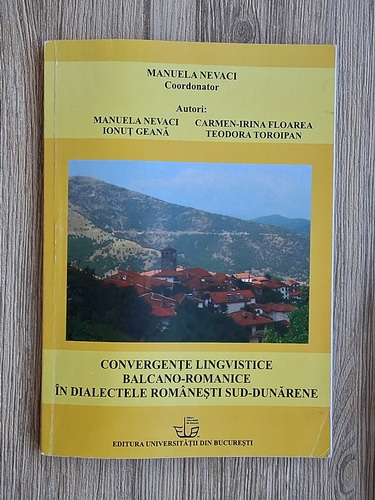 MANUELA NEVACI
Coordonator
Autori:
MANUELA NEVACI CARMEN-IRINA FLOAREA
IONUȚ GEANĂ TEODORA TOROIPAN
CONVERGENȚE LINGVISTICE
BALCANO-ROMANICE
ÎN DIALECTELE ROMÂNEȘTI SUD-DUNĂRENE
EDITURA UNIVERSITĂȚII DIN BUCUREȘTI